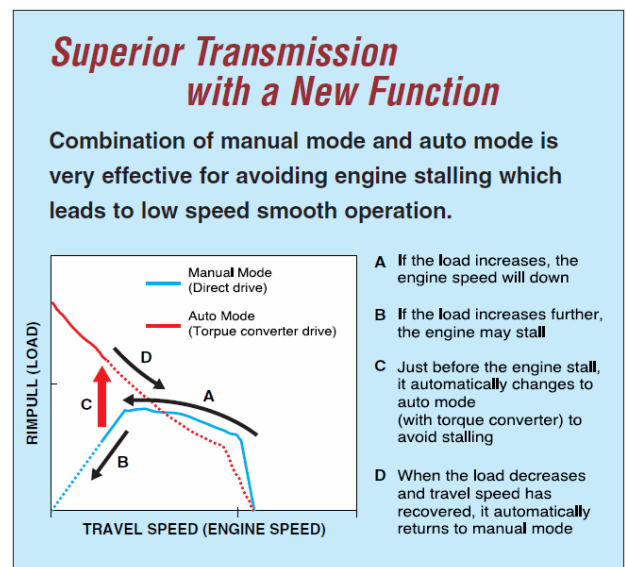 Superior Transmission
with a New Function
Combination of manual mode and auto mode is
very effective for avoiding engine stalling which
leads to low speed smooth operation.
Manual Mode
(Direct drive)
Auto Mode
(Torpue converter drive)
D
A
C
B
RIMPULL (LOAD)
TRAVEL SPEED (ENGINE SPEED)
A If the load increases, the
engine speed will down
B If the load increases further,
the engine may stall
C Just before the engine stall,
it automatically changes to
auto mode
(with torque converter) to
avoid stalling
D When the load decreases
and travel speed has
recovered, it automatically
returns to manual mode